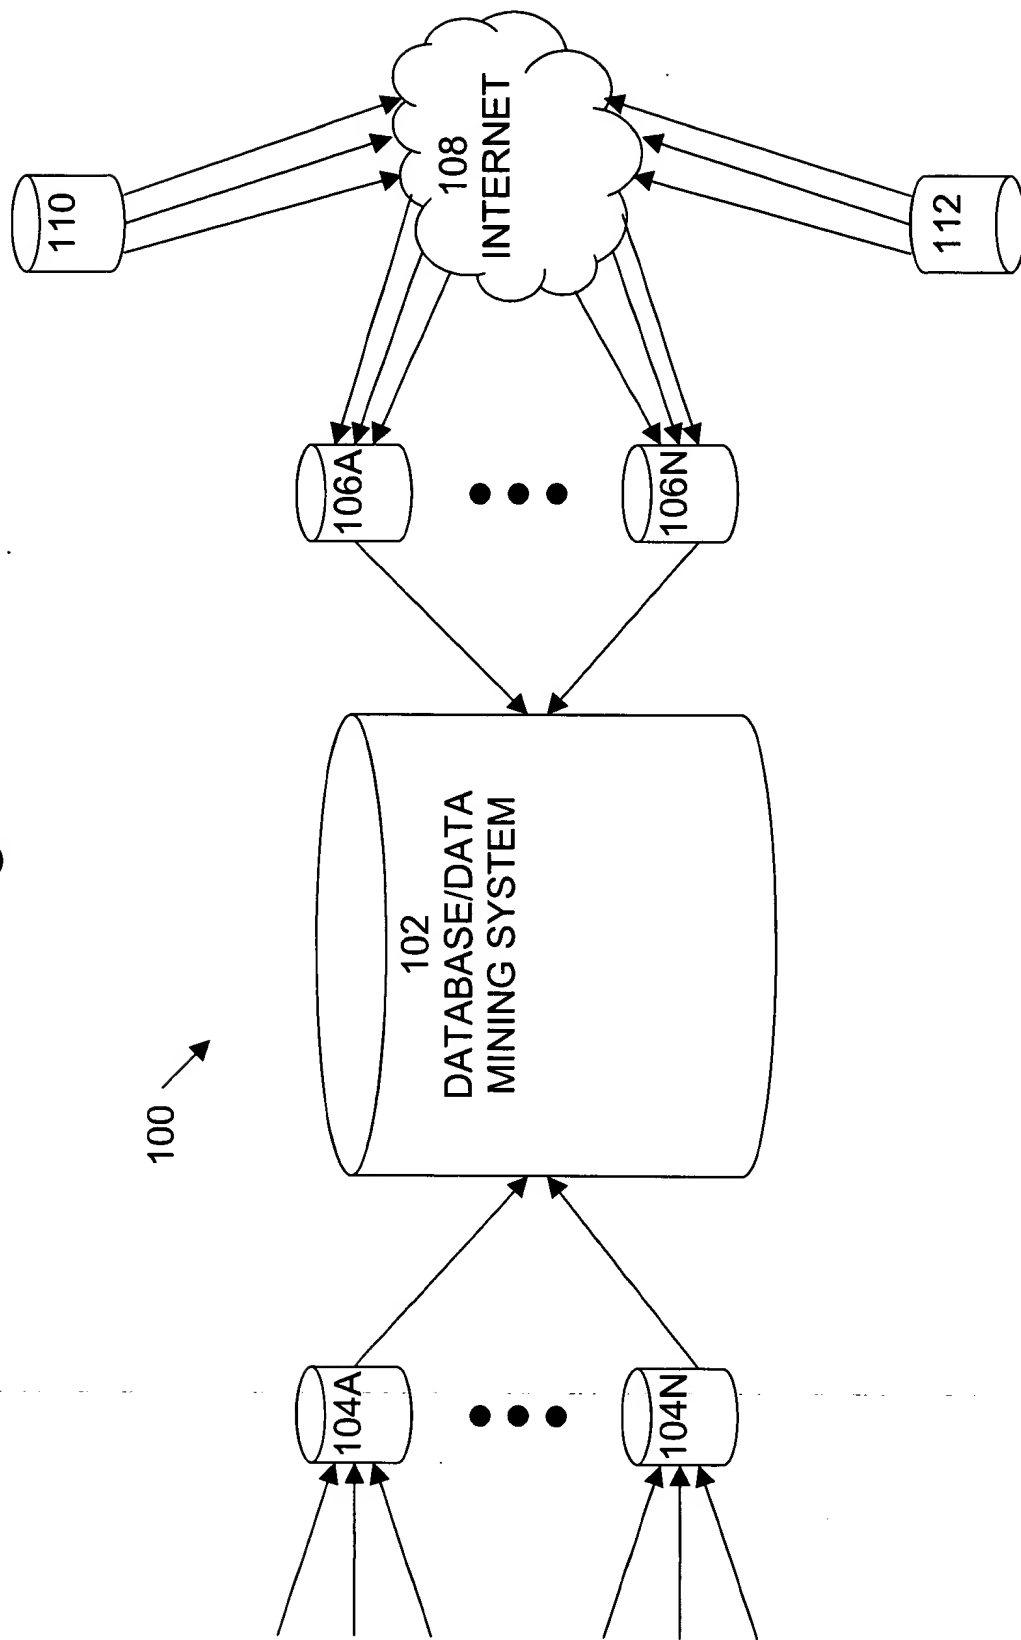 100
102
DATABASE/DATA
MINING SYSTEM
104A
104N
106A
106N
108
INTERNET
110
112